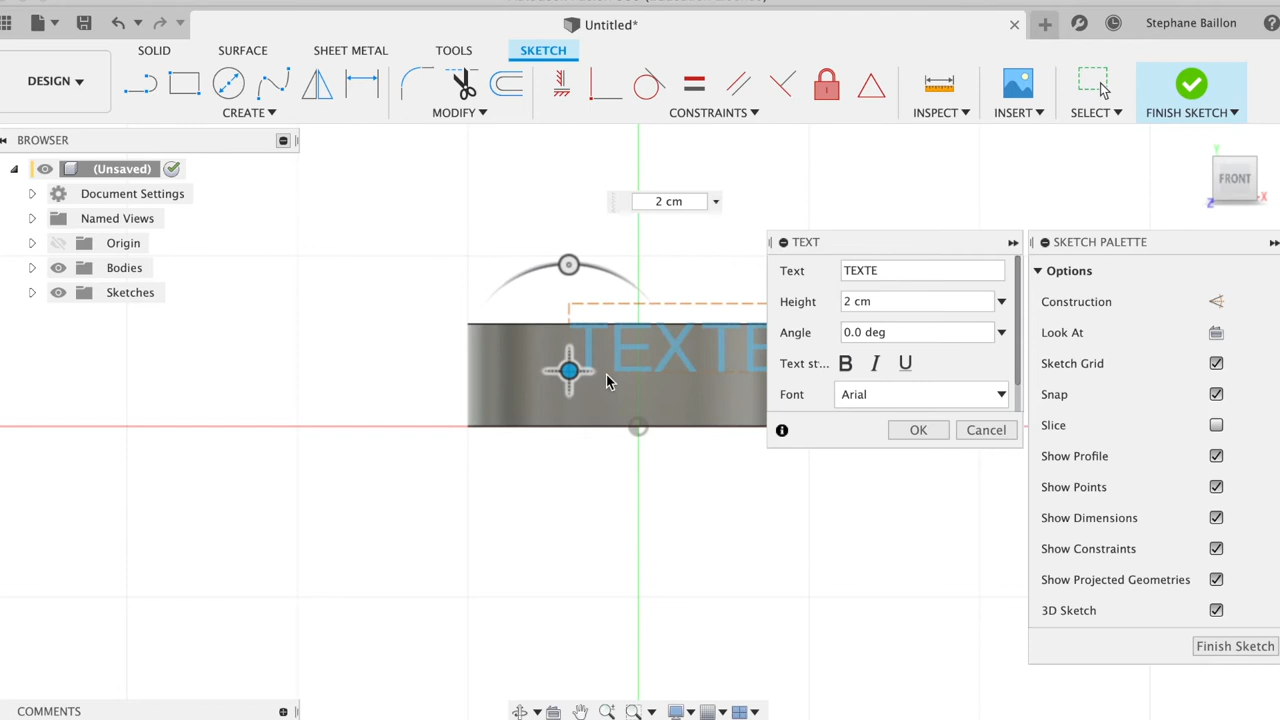 Untitled*
Stephane Baillon
SOLID SURFACE SHEET METAL TOOLS SKETCH
DESIGN
CREATE MODIFY CONSTRAINTS INSPECT INSERT SELECT FINISH SKETCH
BROWSER
(Unsaved)
Document Settings
Named Views
Origin
Bodies
Sketches
2 cm
Y
FRONT
Z
X
TEXTE
TEXT
Text TEXTE
Height 2 cm
Angle 0.0 deg
Text st... B I U
Font Arial
OK Cancel
SKETCH PALETTE
Options
Construction
Look At
Sketch Grid
Snap
Slice
Show Profile
Show Points
Show Dimensions
Show Constraints
Show Projected Geometries
3D Sketch
Finish Sketch
COMMENTS